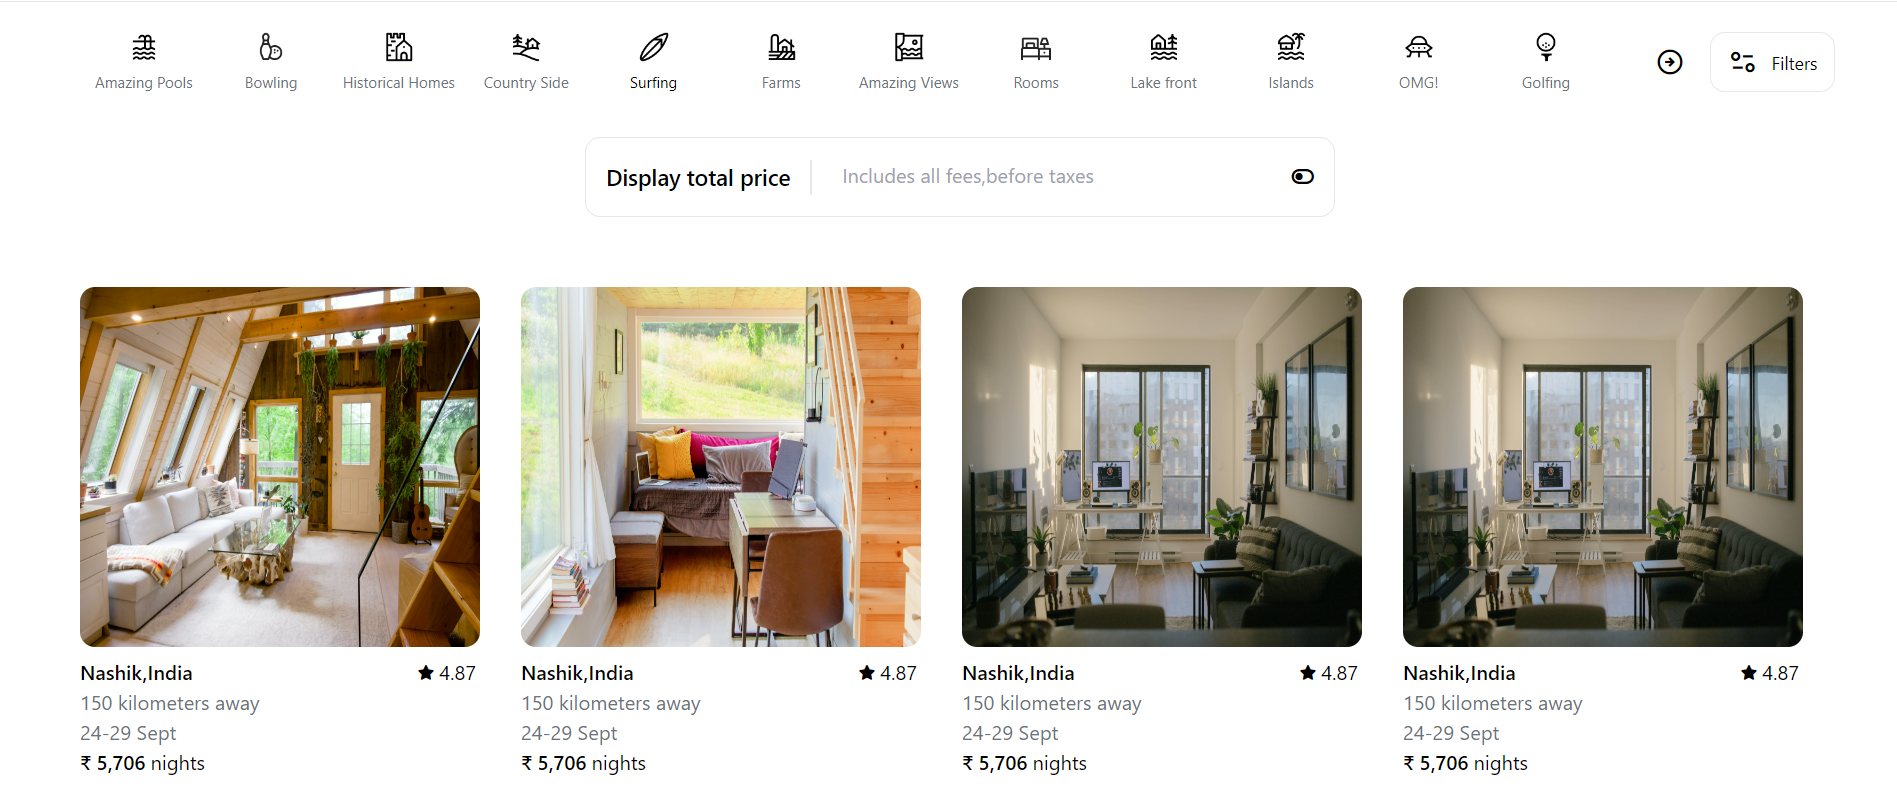 Amazing Pools
Bowling
Historical Homes
Country Side
Surfing
Farms
Amazing Views
Rooms
Lake front
Islands
OMG!
Golfing
Filters
Display total price
Includes all fees,before taxes
Nashik,India
4.87
150 kilometers away
24-29 Sept
₹ 5,706 nights
Nashik,India
4.87
150 kilometers away
24-29 Sept
₹ 5,706 nights
Nashik,India
4.87
150 kilometers away
24-29 Sept
₹ 5,706 nights
Nashik,India
4.87
150 kilometers away
24-29 Sept
₹ 5,706 nights